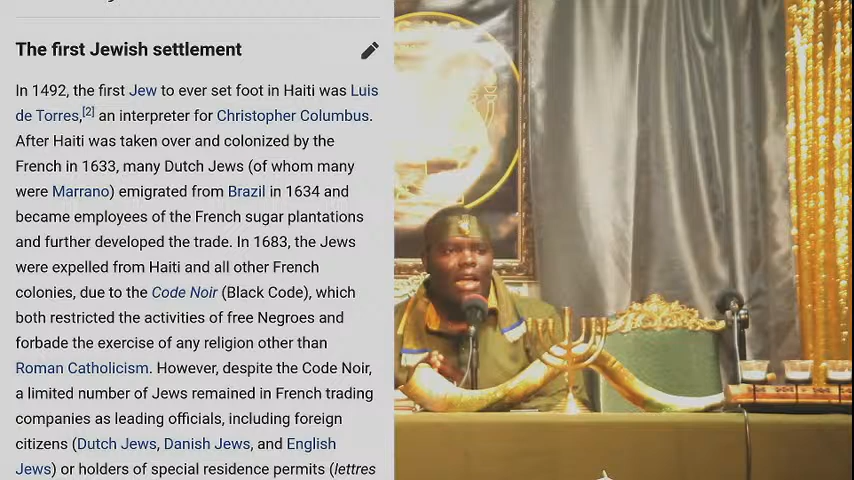 The first Jewish settlement
In 1492, the first Jew to ever set foot in Haiti was Luis
de Torres,[2] an interpreter for Christopher Columbus.
After Haiti was taken over and colonized by the
French in 1633, many Dutch Jews (of whom many
were Marrano) emigrated from Brazil in 1634 and
became employees of the French sugar plantations
and further developed the trade. In 1683, the Jews
were expelled from Haiti and all other French
colonies, due to the Code Noir (Black Code), which
both restricted the activities of free Negroes and
forbade the exercise of any religion other than
Roman Catholicism. However, despite the Code Noir,
a limited number of Jews remained in French trading
companies as leading officials, including foreign
citizens (Dutch Jews, Danish Jews, and English
Jews) or holders of special residence permits (lettres